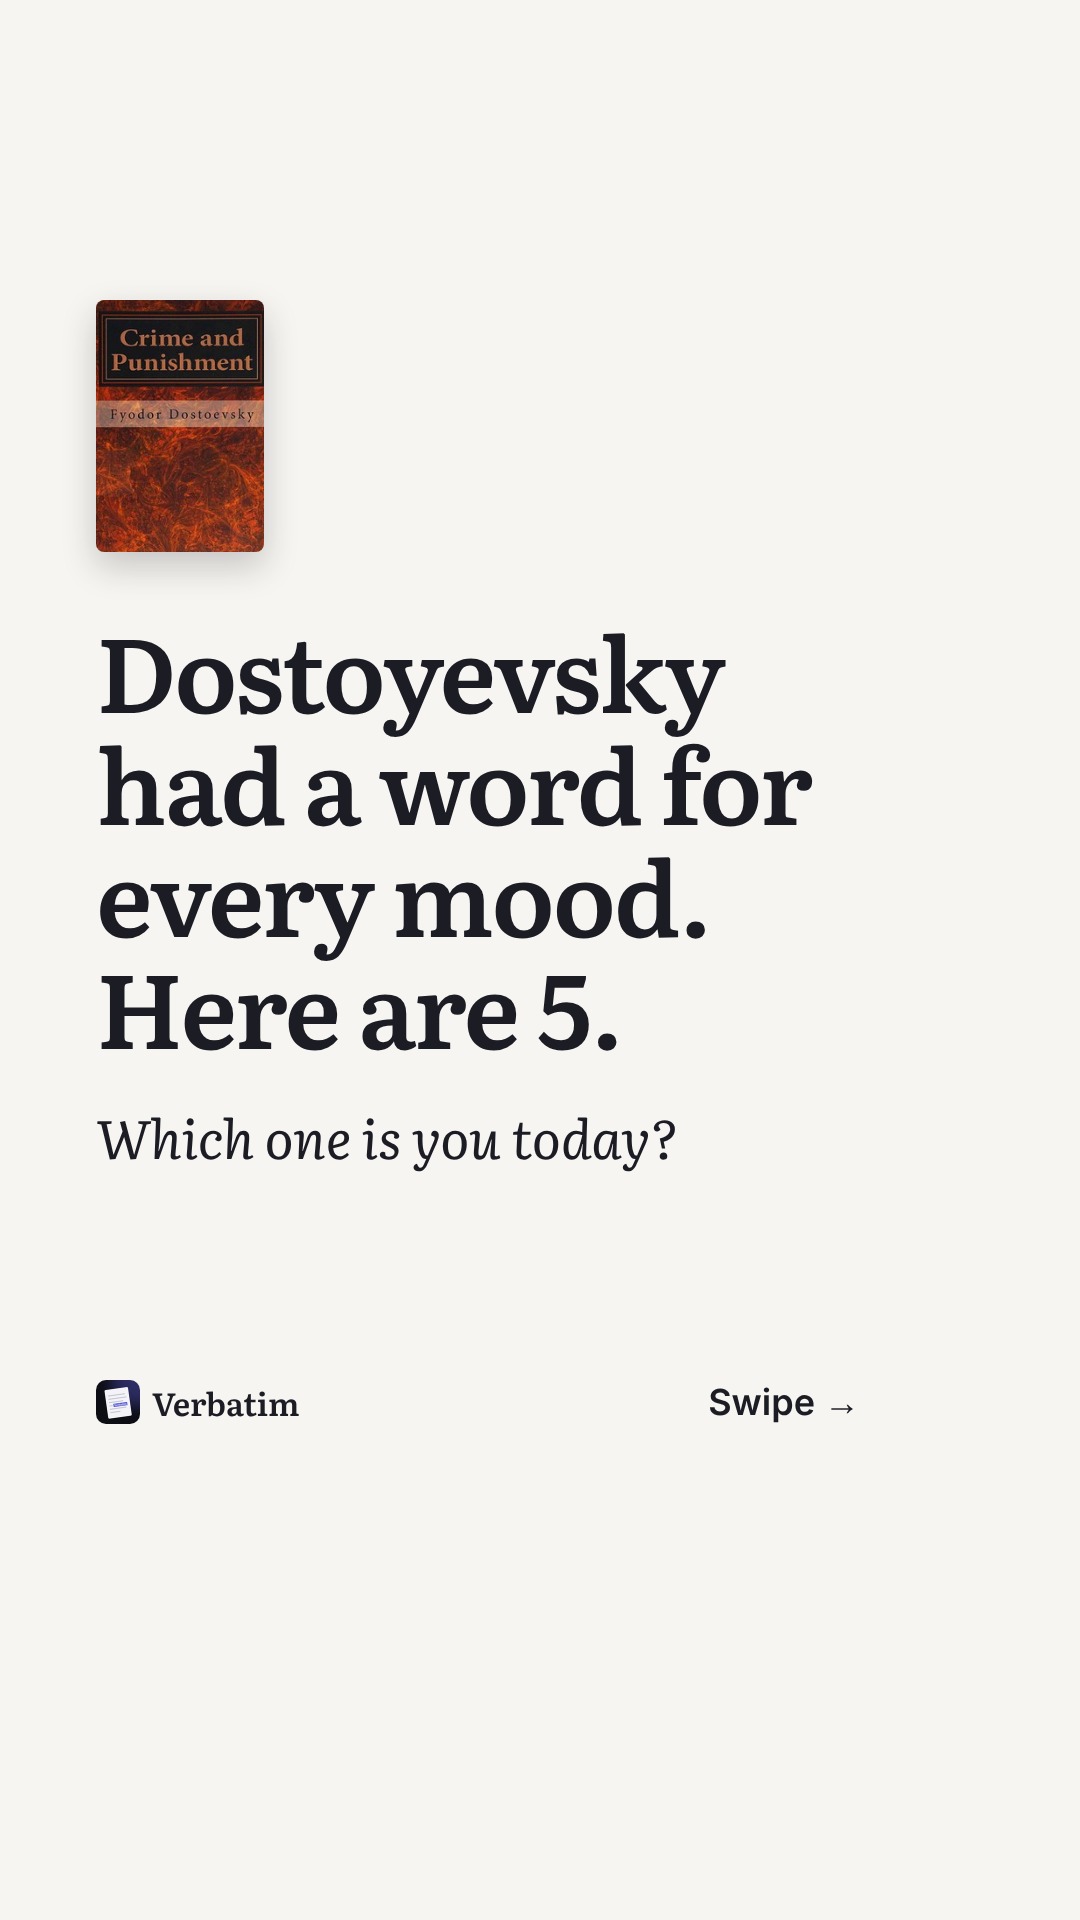 Crime and
Punishment
Fyodor Dostoevsky
Dostoyevsky
had a word for
every mood.
Here are 5.
Which one is you today?
Verbatim
Swipe →